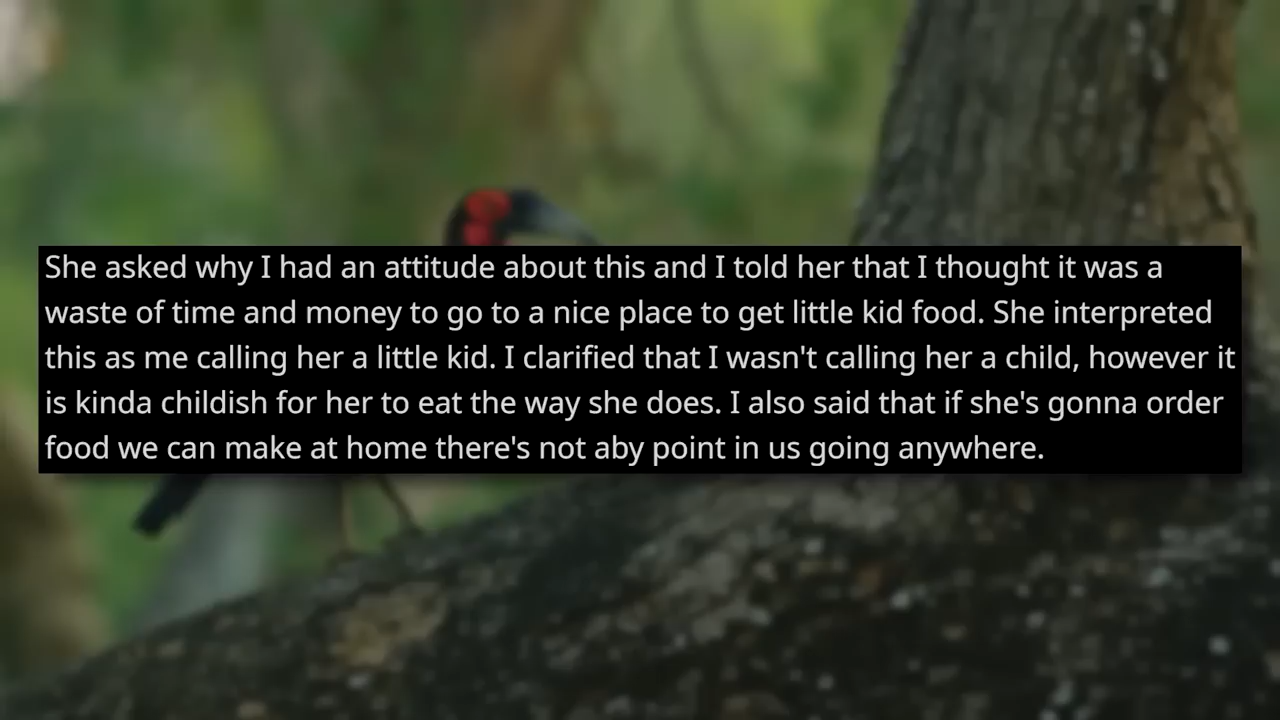 She asked why I had an attitude about this and I told her that I thought it was a
waste of time and money to go to a nice place to get little kid food. She interpreted
this as me calling her a little kid. I clarified that I wasn't calling her a child, however it
is kinda childish for her to eat the way she does. I also said that if she's gonna order
food we can make at home there's not aby point in us going anywhere.